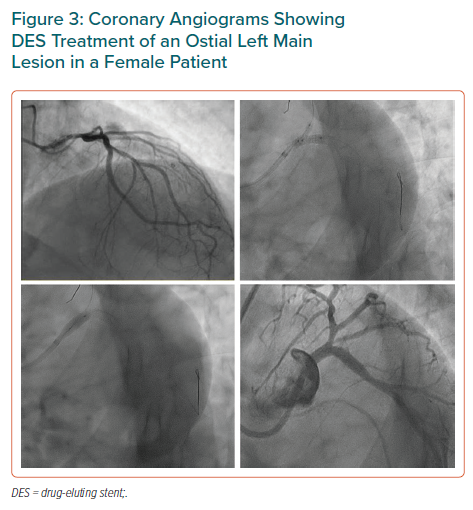 Figure 3: Coronary Angiograms Showing
DES Treatment of an Ostial Left Main
Lesion in a Female Patient
DES = drug-eluting stent;.